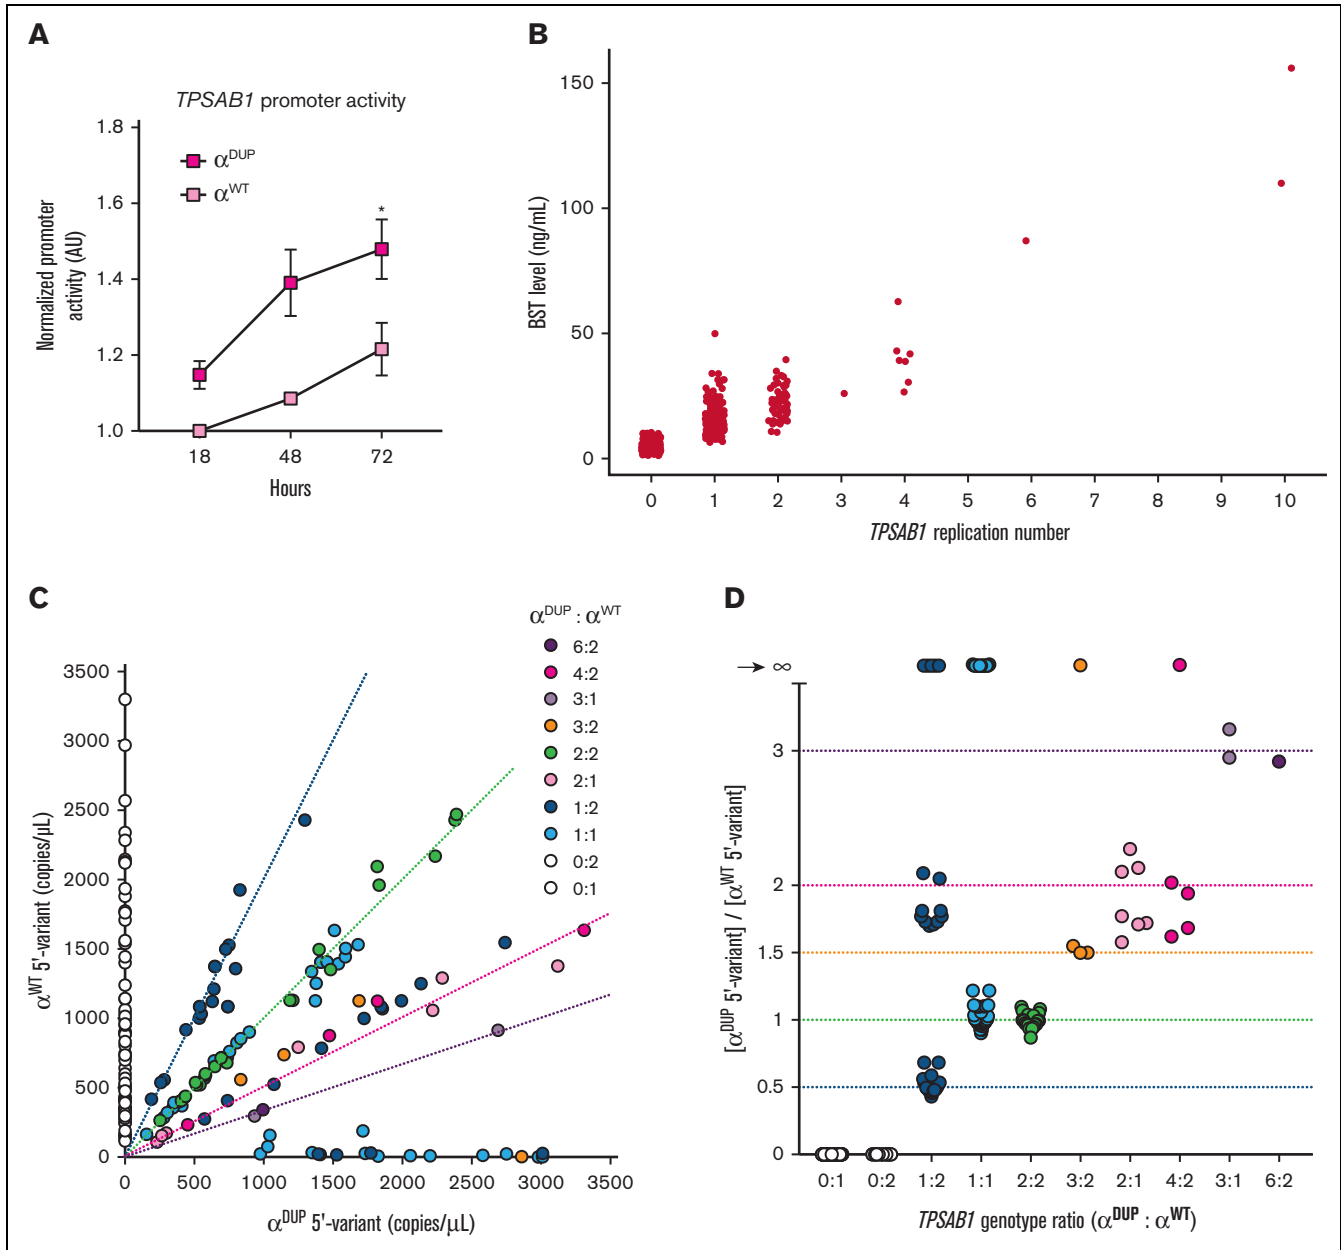 A
TPSAB1 promoter activity
1.8
1.6
1.4
1.2
1.0
αDUP
αWT
*
Normalized promoter
activity (AU)
18 48 72
Hours
B
150
100
50
0
BST level (ng/mL)
0 1 2 3 4 5 6 7 8 9 10
TPSAB1 replication number
C
αDUP : αWT
6:2
4:2
3:1
3:2
2:2
2:1
1:2
1:1
0:2
0:1
3500
3000
2500
2000
1500
1000
500
0
αWT 5'-variant (copies/μL)
0 500 1000 1500 2000 2500 3000 3500
αDUP 5'-variant (copies/μL)
D
→ ∞
3
2
1.5
1
0.5
0
[αDUP 5'-variant] / [αWT 5'-variant]
0:1 0:2 1:2 1:1 2:2 3:2 2:1 4:2 3:1 6:2
TPSAB1 genotype ratio (αDUP : αWT)